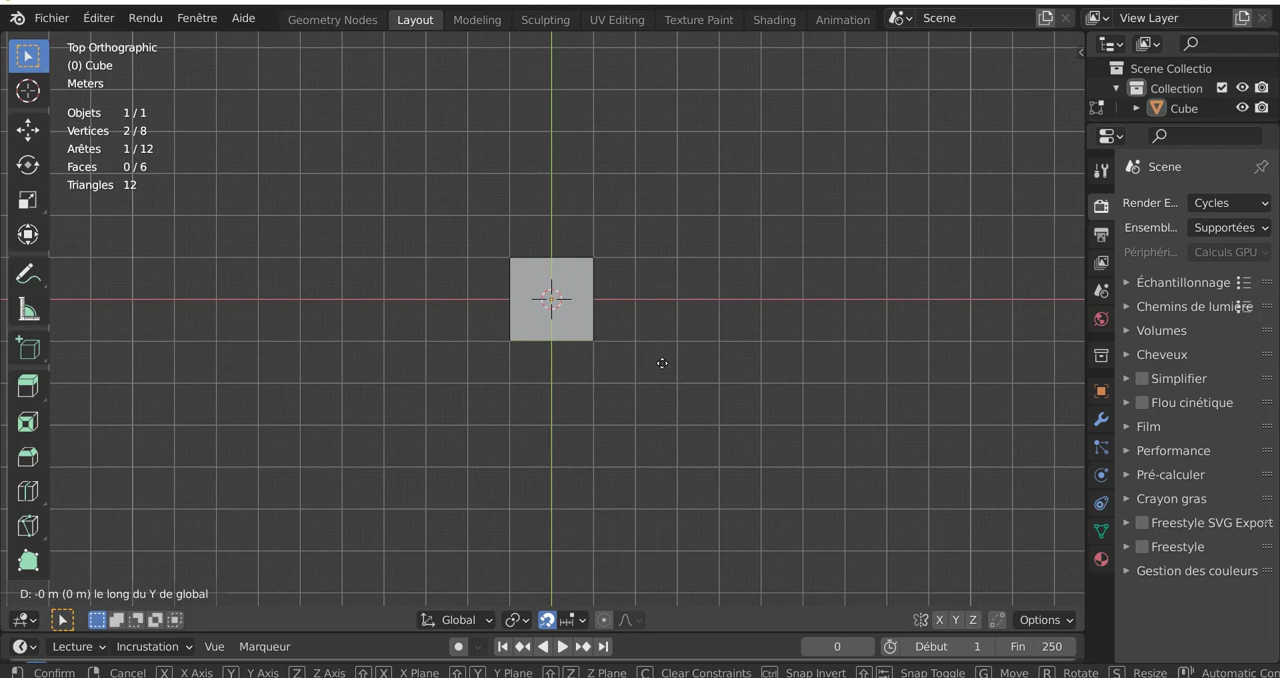 Fichier Éditer Rendu Fenêtre Aide Geometry Nodes Layout Modeling Sculpting UV Editing Texture Paint Shading Animation Scene View Layer
Top Orthographic
(0) Cube
Meters
Objets 1 / 1
Vertices 2 / 8
Arêtes 1 / 12
Faces 0 / 6
Triangles 12
Scene Collectio
Collection
Cube
Scene
Render E... Cycles
Ensembl... Supportées
Périphéri... Calculs GPU
Échantillonnage
Chemins de lumière
Volumes
Cheveux
Simplifier
Flou cinétique
Film
Performance
Pré-calculer
Crayon gras
Freestyle SVG Export
Freestyle
Gestion des couleurs
D: -0 m (0 m) le long du Y de global
Global X Y Z Options
Lecture Incrustation Vue Marqueur 0 Début 1 Fin 250
Confirm Cancel X X Axis Y Y Axis Z Z Axis X X Plane Y Y Plane Z Z Plane C Clear Constraints Ctrl Snap Invert Snap Toggle G Move R Rotate S Resize Automatic Con